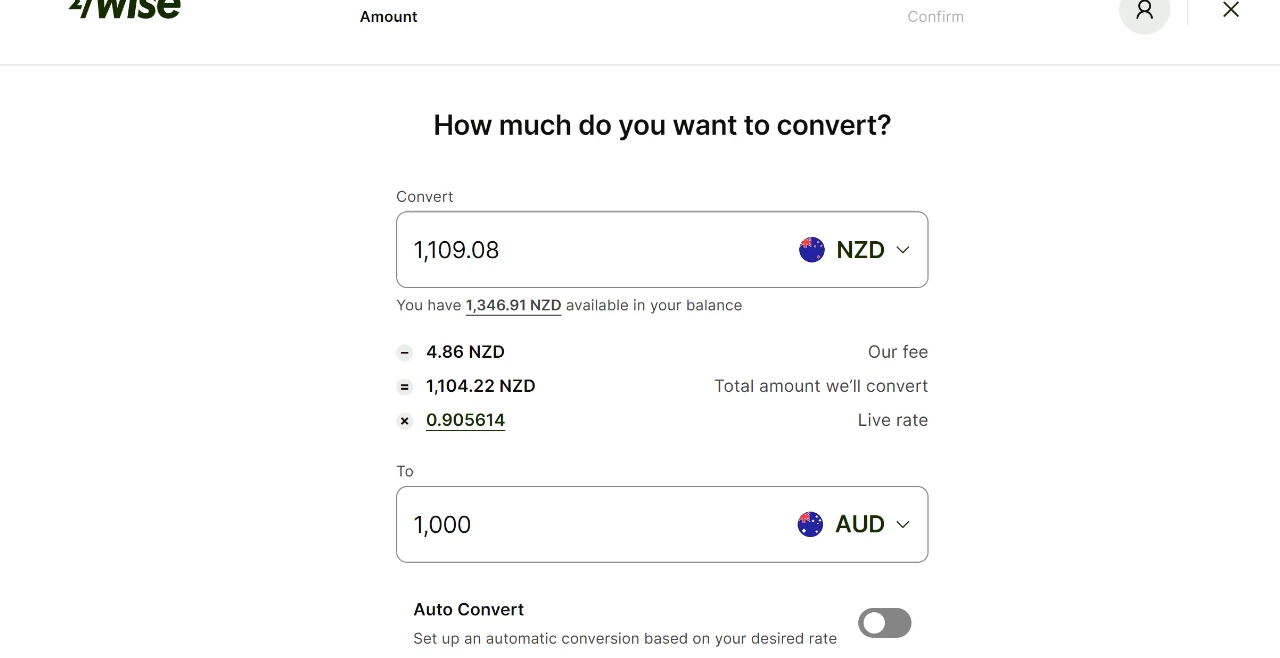 wise
Amount
Confirm
How much do you want to convert?
Convert
1,109.08 NZD
You have 1,346.91 NZD available in your balance
− 4.86 NZD Our fee
= 1,104.22 NZD Total amount we’ll convert
× 0.905614 Live rate
To
1,000 AUD
Auto Convert
Set up an automatic conversion based on your desired rate